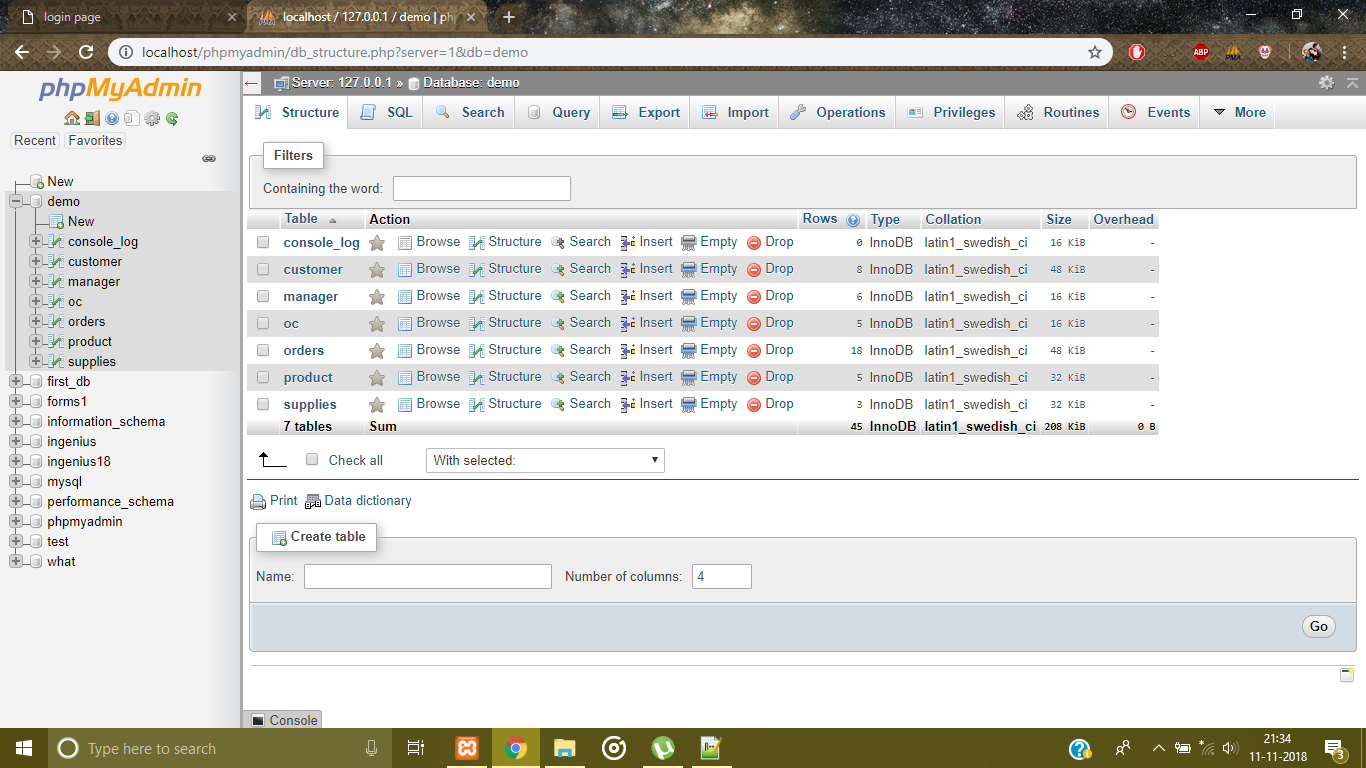 login page
localhost / 127.0.0.1 / demo | ph
localhost/phpmyadmin/db_structure.php?server=1&db=demo
ABP
phpMyAdmin
Recent Favorites
New
demo
New
console_log
customer
manager
oc
orders
product
supplies
first_db
forms1
information_schema
ingenius
ingenius18
mysql
performance_schema
phpmyadmin
test
what
Server: 127.0.0.1 » Database: demo
Structure SQL Search Query Export Import Operations Privileges Routines Events More
Filters
Containing the word:
Table Action Rows Type Collation Size Overhead
console_log Browse Structure Search Insert Empty Drop 0 InnoDB latin1_swedish_ci 16 KiB -
customer Browse Structure Search Insert Empty Drop 8 InnoDB latin1_swedish_ci 48 KiB -
manager Browse Structure Search Insert Empty Drop 6 InnoDB latin1_swedish_ci 16 KiB -
oc Browse Structure Search Insert Empty Drop 5 InnoDB latin1_swedish_ci 16 KiB -
orders Browse Structure Search Insert Empty Drop 18 InnoDB latin1_swedish_ci 48 KiB -
product Browse Structure Search Insert Empty Drop 5 InnoDB latin1_swedish_ci 32 KiB -
supplies Browse Structure Search Insert Empty Drop 3 InnoDB latin1_swedish_ci 32 KiB -
7 tables Sum 45 InnoDB latin1_swedish_ci 208 KiB 0 B
Check all With selected:
Print Data dictionary
Create table
Name: Number of columns: 4
Go
Console
Type here to search
21:34
11-11-2018
3